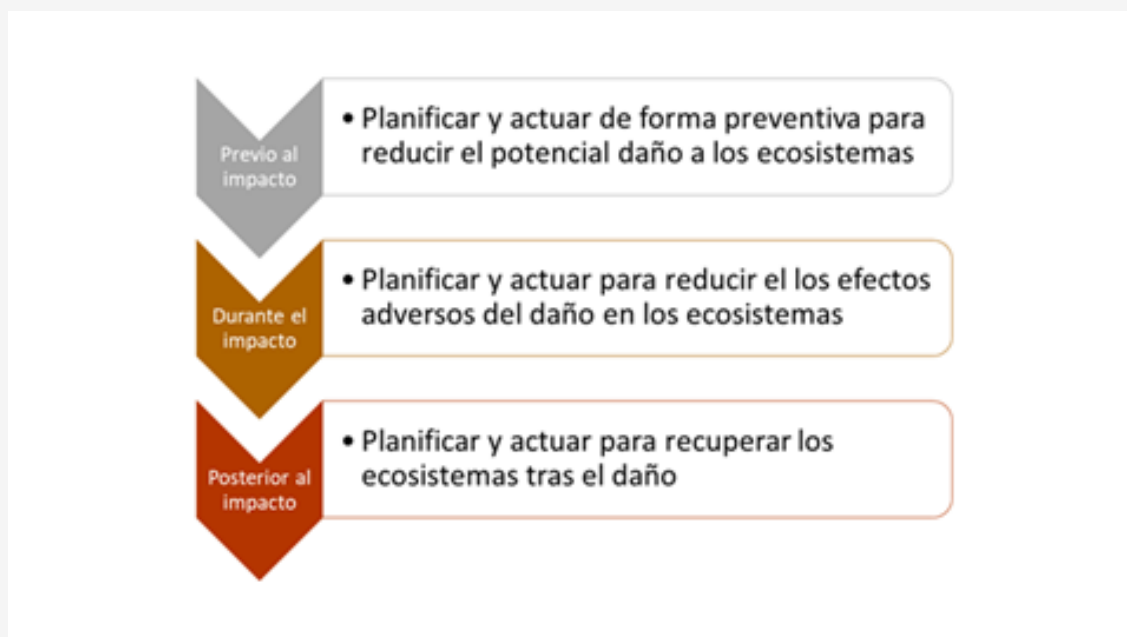 Previo al
impacto
• Planificar y actuar de forma preventiva para
reducir el potencial daño a los ecosistemas
Durante el
impacto
• Planificar y actuar para reducir el los efectos
adversos del daño en los ecosistemas
Posterior al
impacto
• Planificar y actuar para recuperar los
ecosistemas tras el daño